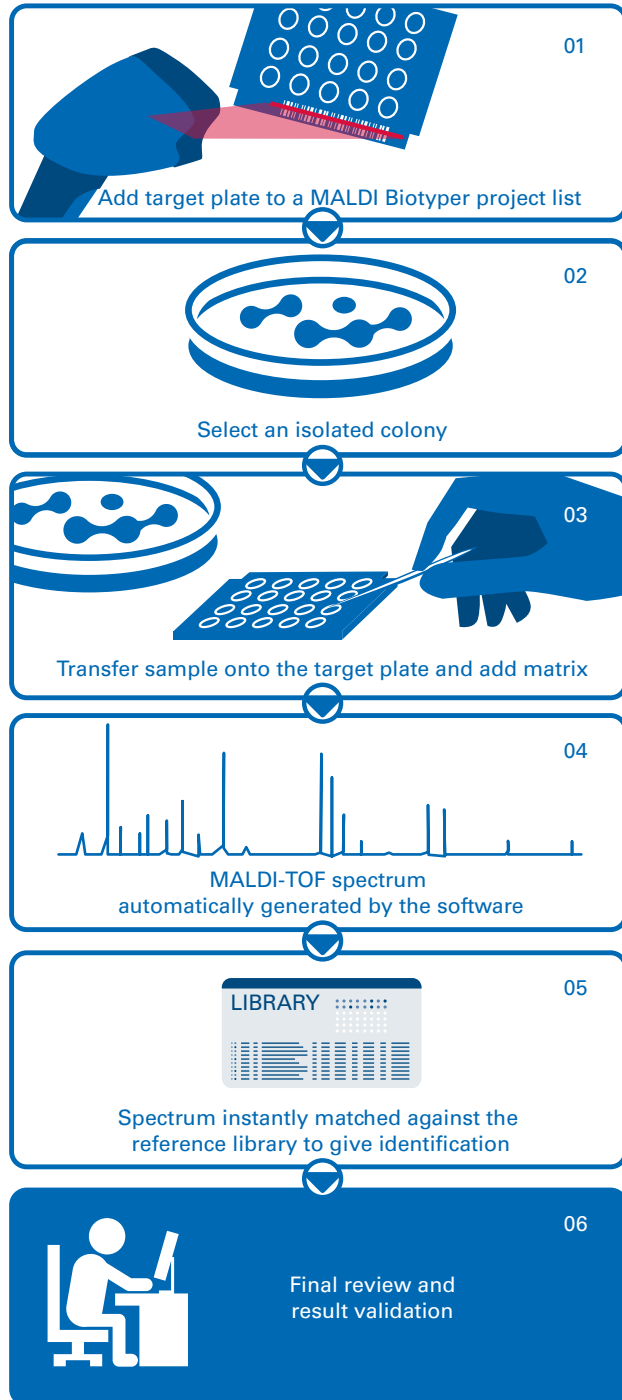 01
Add target plate to a MALDI Biotyper project list
02
Select an isolated colony
03
Transfer sample onto the target plate and add matrix
04
MALDI-TOF spectrum
automatically generated by the software
05
LIBRARY
Spectrum instantly matched against the
reference library to give identification
06
Final review and
result validation